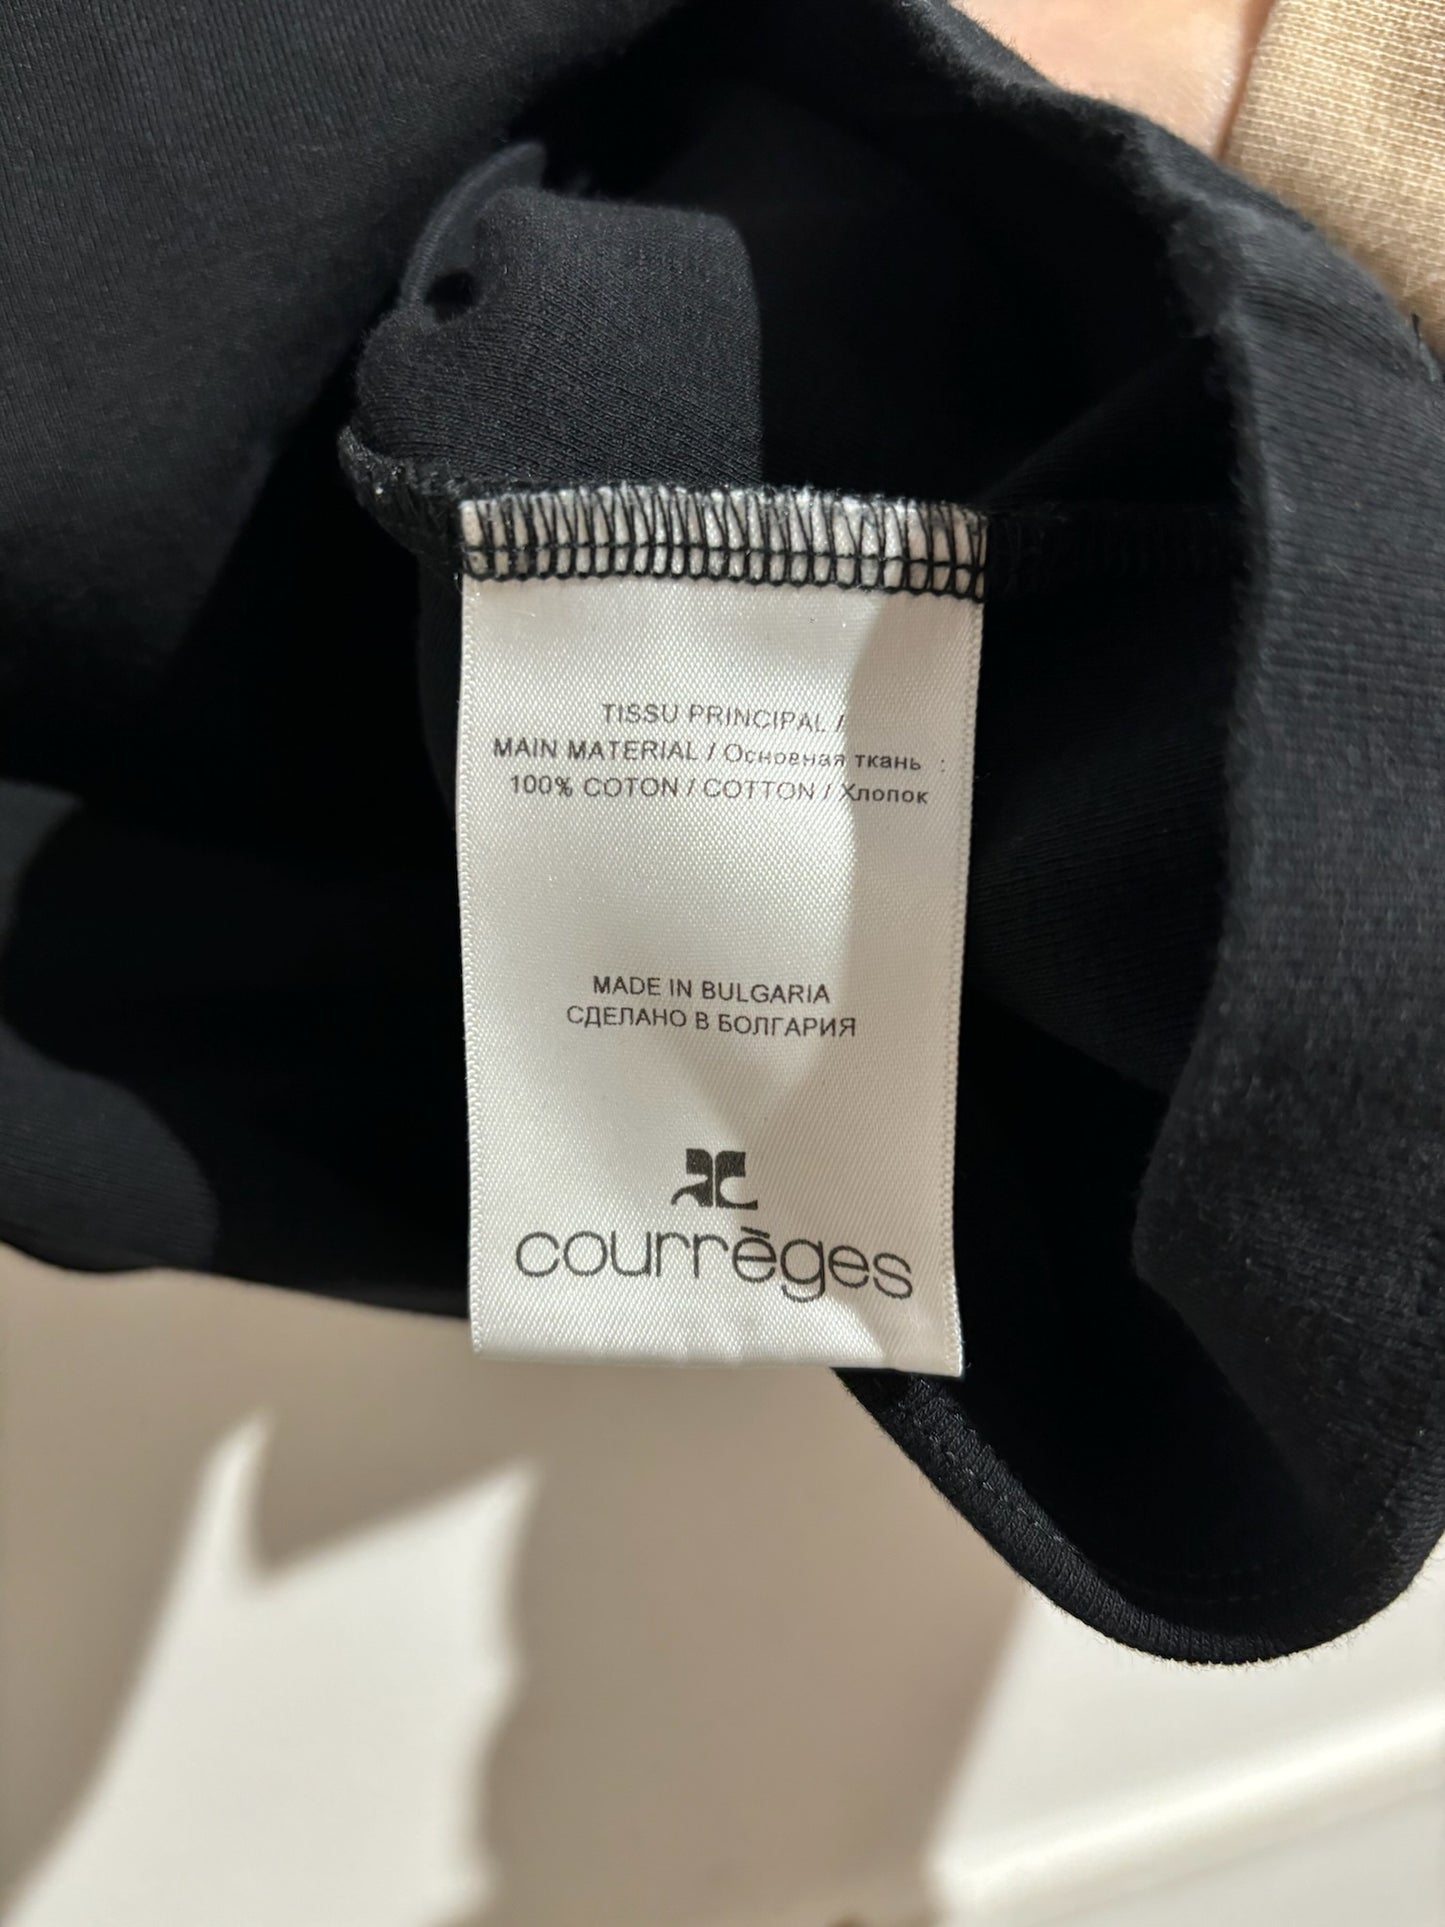 TISSU PRINCIPAL /
MAIN MATERIAL / Основная ткань :
100% COTON / COTTON / Хлопок
MADE IN BULGARIA
СДЕЛАНО В БОЛГАРИЯ
courrèges